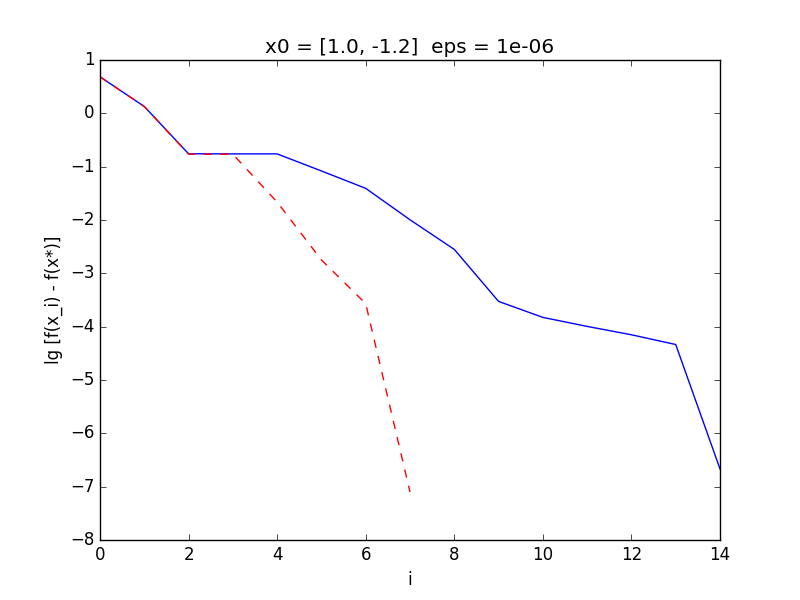 x0 = [1.0, -1.2]  eps = 1e-06
1
0
−1
−2
−3
−4
−5
−6
−7
−8
lg [f(x_i) - f(x*)]
0 2 4 6 8 10 12 14
i